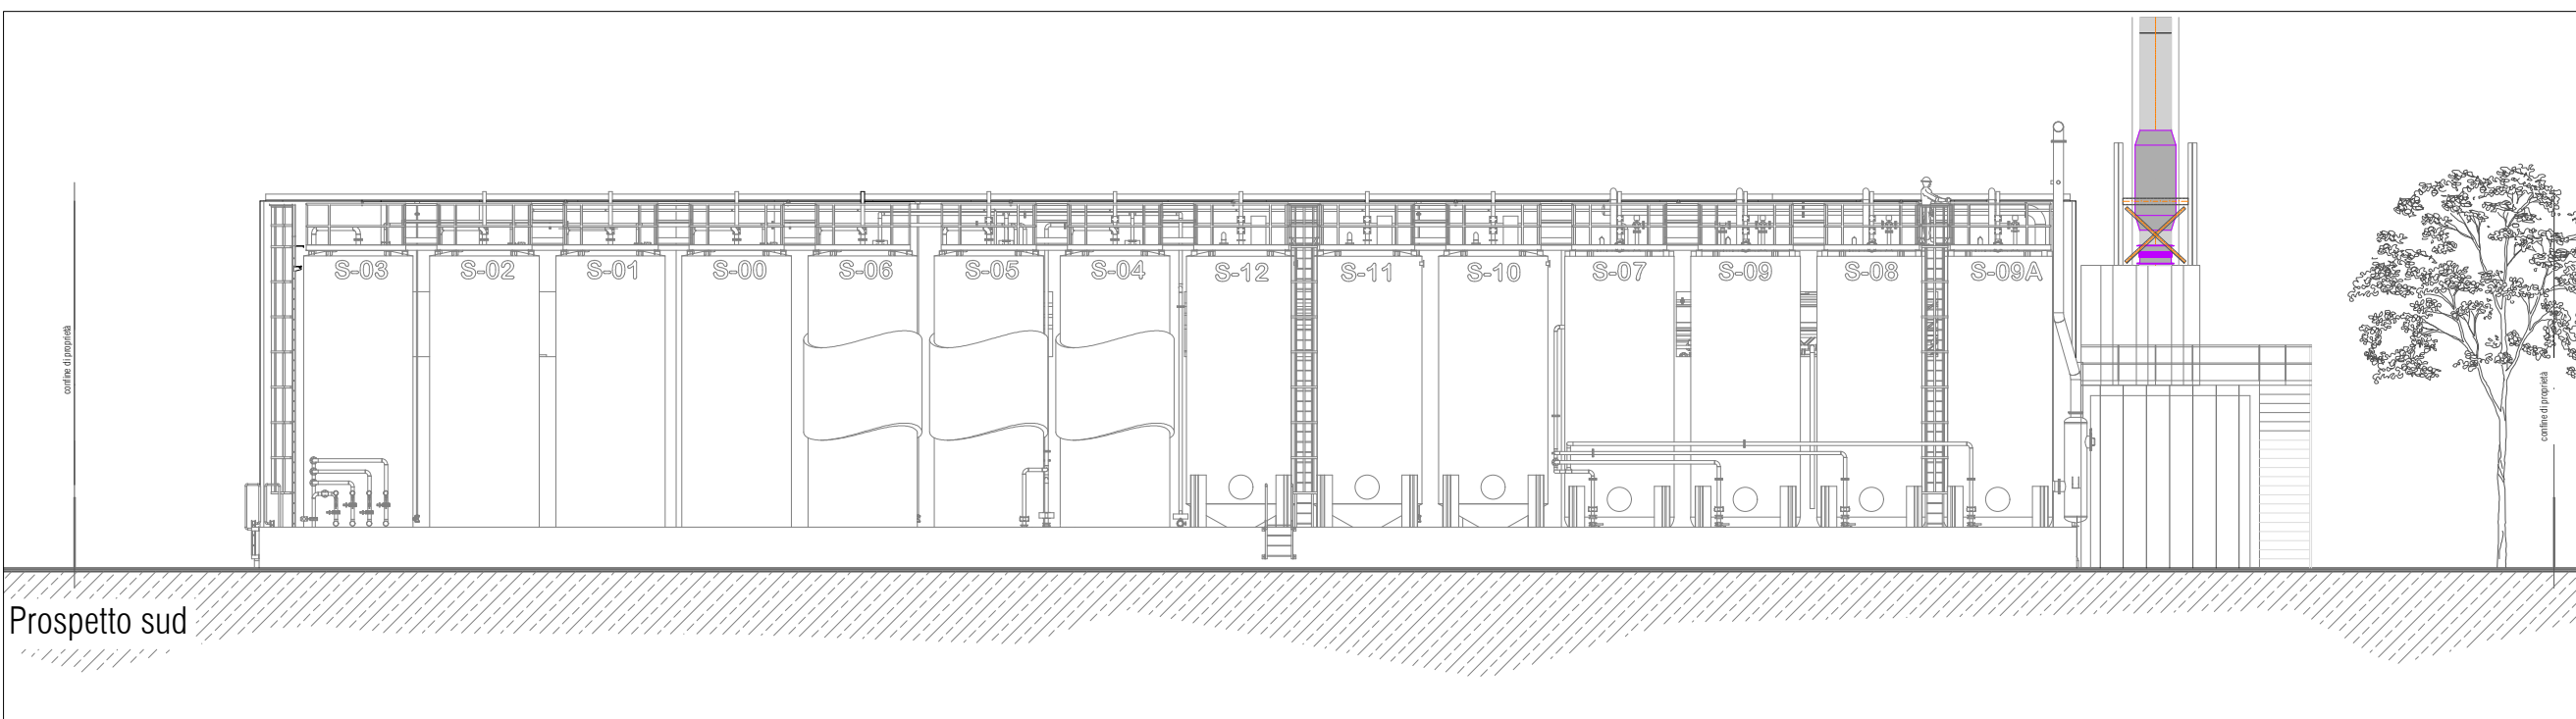 confine di proprietà
S-03
S-02
S-01
S-00
S-06
S-05
S-04
S-12
S-11
S-10
S-07
S-09
S-08
S-09A
confine di proprietà
Prospetto sud